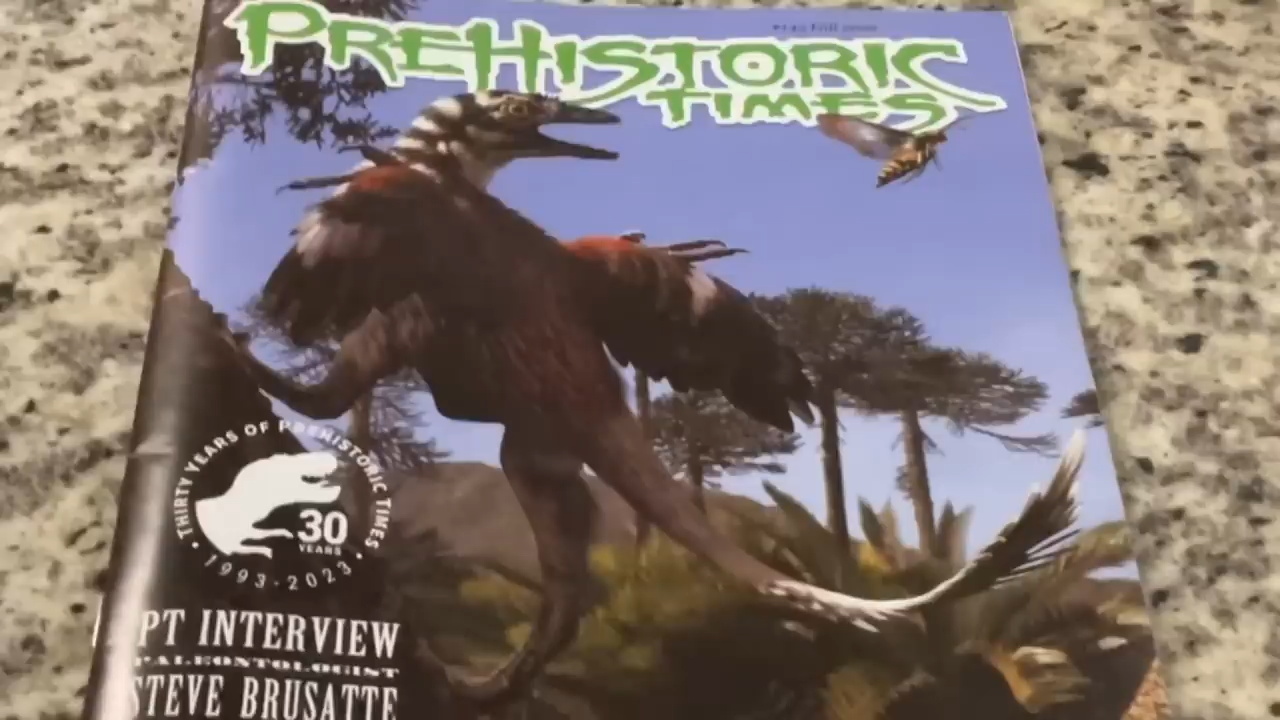 PREHISTORIC
TIMES
THIRTY YEARS OF PREHISTORIC TIMES
30
YEARS
• 1993-2023 •
PT INTERVIEW
PALEONTOLOGIST
STEVE BRUSATTE